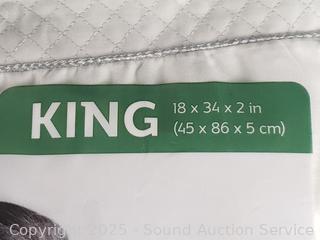 KING
18 x 34 x 2 in
(45 x 86 x 5 cm)
Copyright 2025 - Sound Auction Service